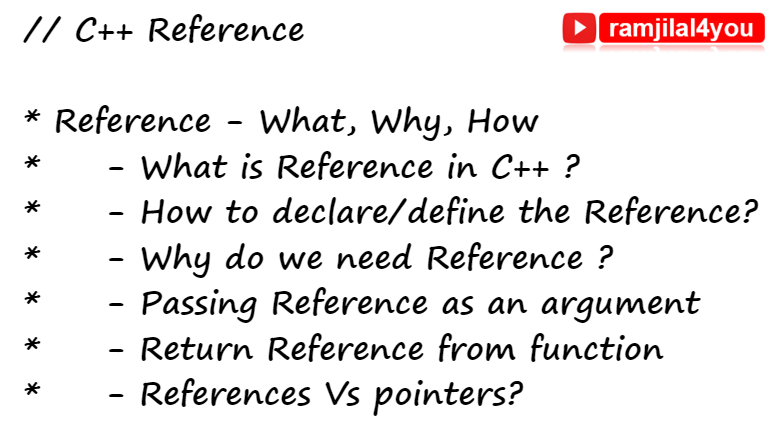 // C++ Reference
ramjilal4you
* Reference - What, Why, How
* - What is Reference in C++ ?
* - How to declare/define the Reference?
* - Why do we need Reference ?
* - Passing Reference as an argument
* - Return Reference from function
* - References Vs pointers?